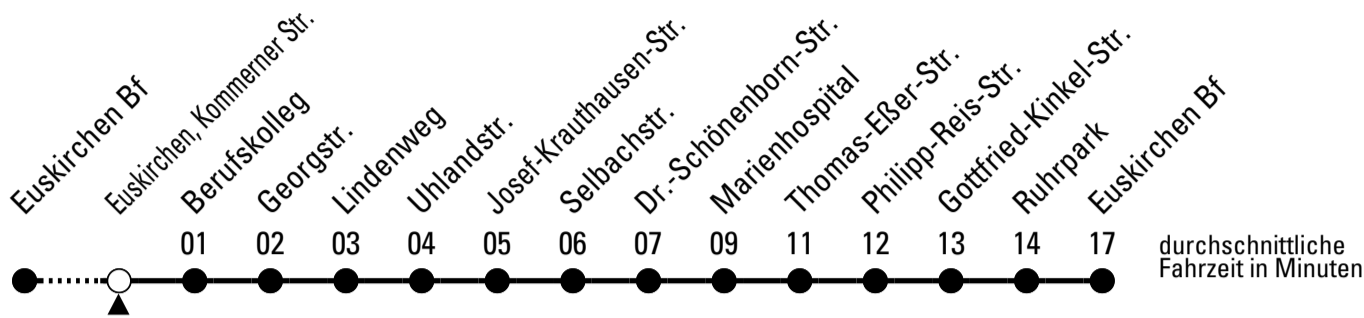 Euskirchen Bf
Euskirchen, Kommerner Str.
Berufskolleg
Georgstr.
Lindenweg
Uhlandstr.
Josef-Krauthausen-Str.
Selbachstr.
Dr.-Schönenborn-Str.
Marienhospital
Thomas-Eßer-Str.
Philipp-Reis-Str.
Gottfried-Kinkel-Str.
Ruhrpark
Euskirchen Bf
01 02 03 04 05 06 07 09 11 12 13 14 17
durchschnittliche
Fahrzeit in Minuten